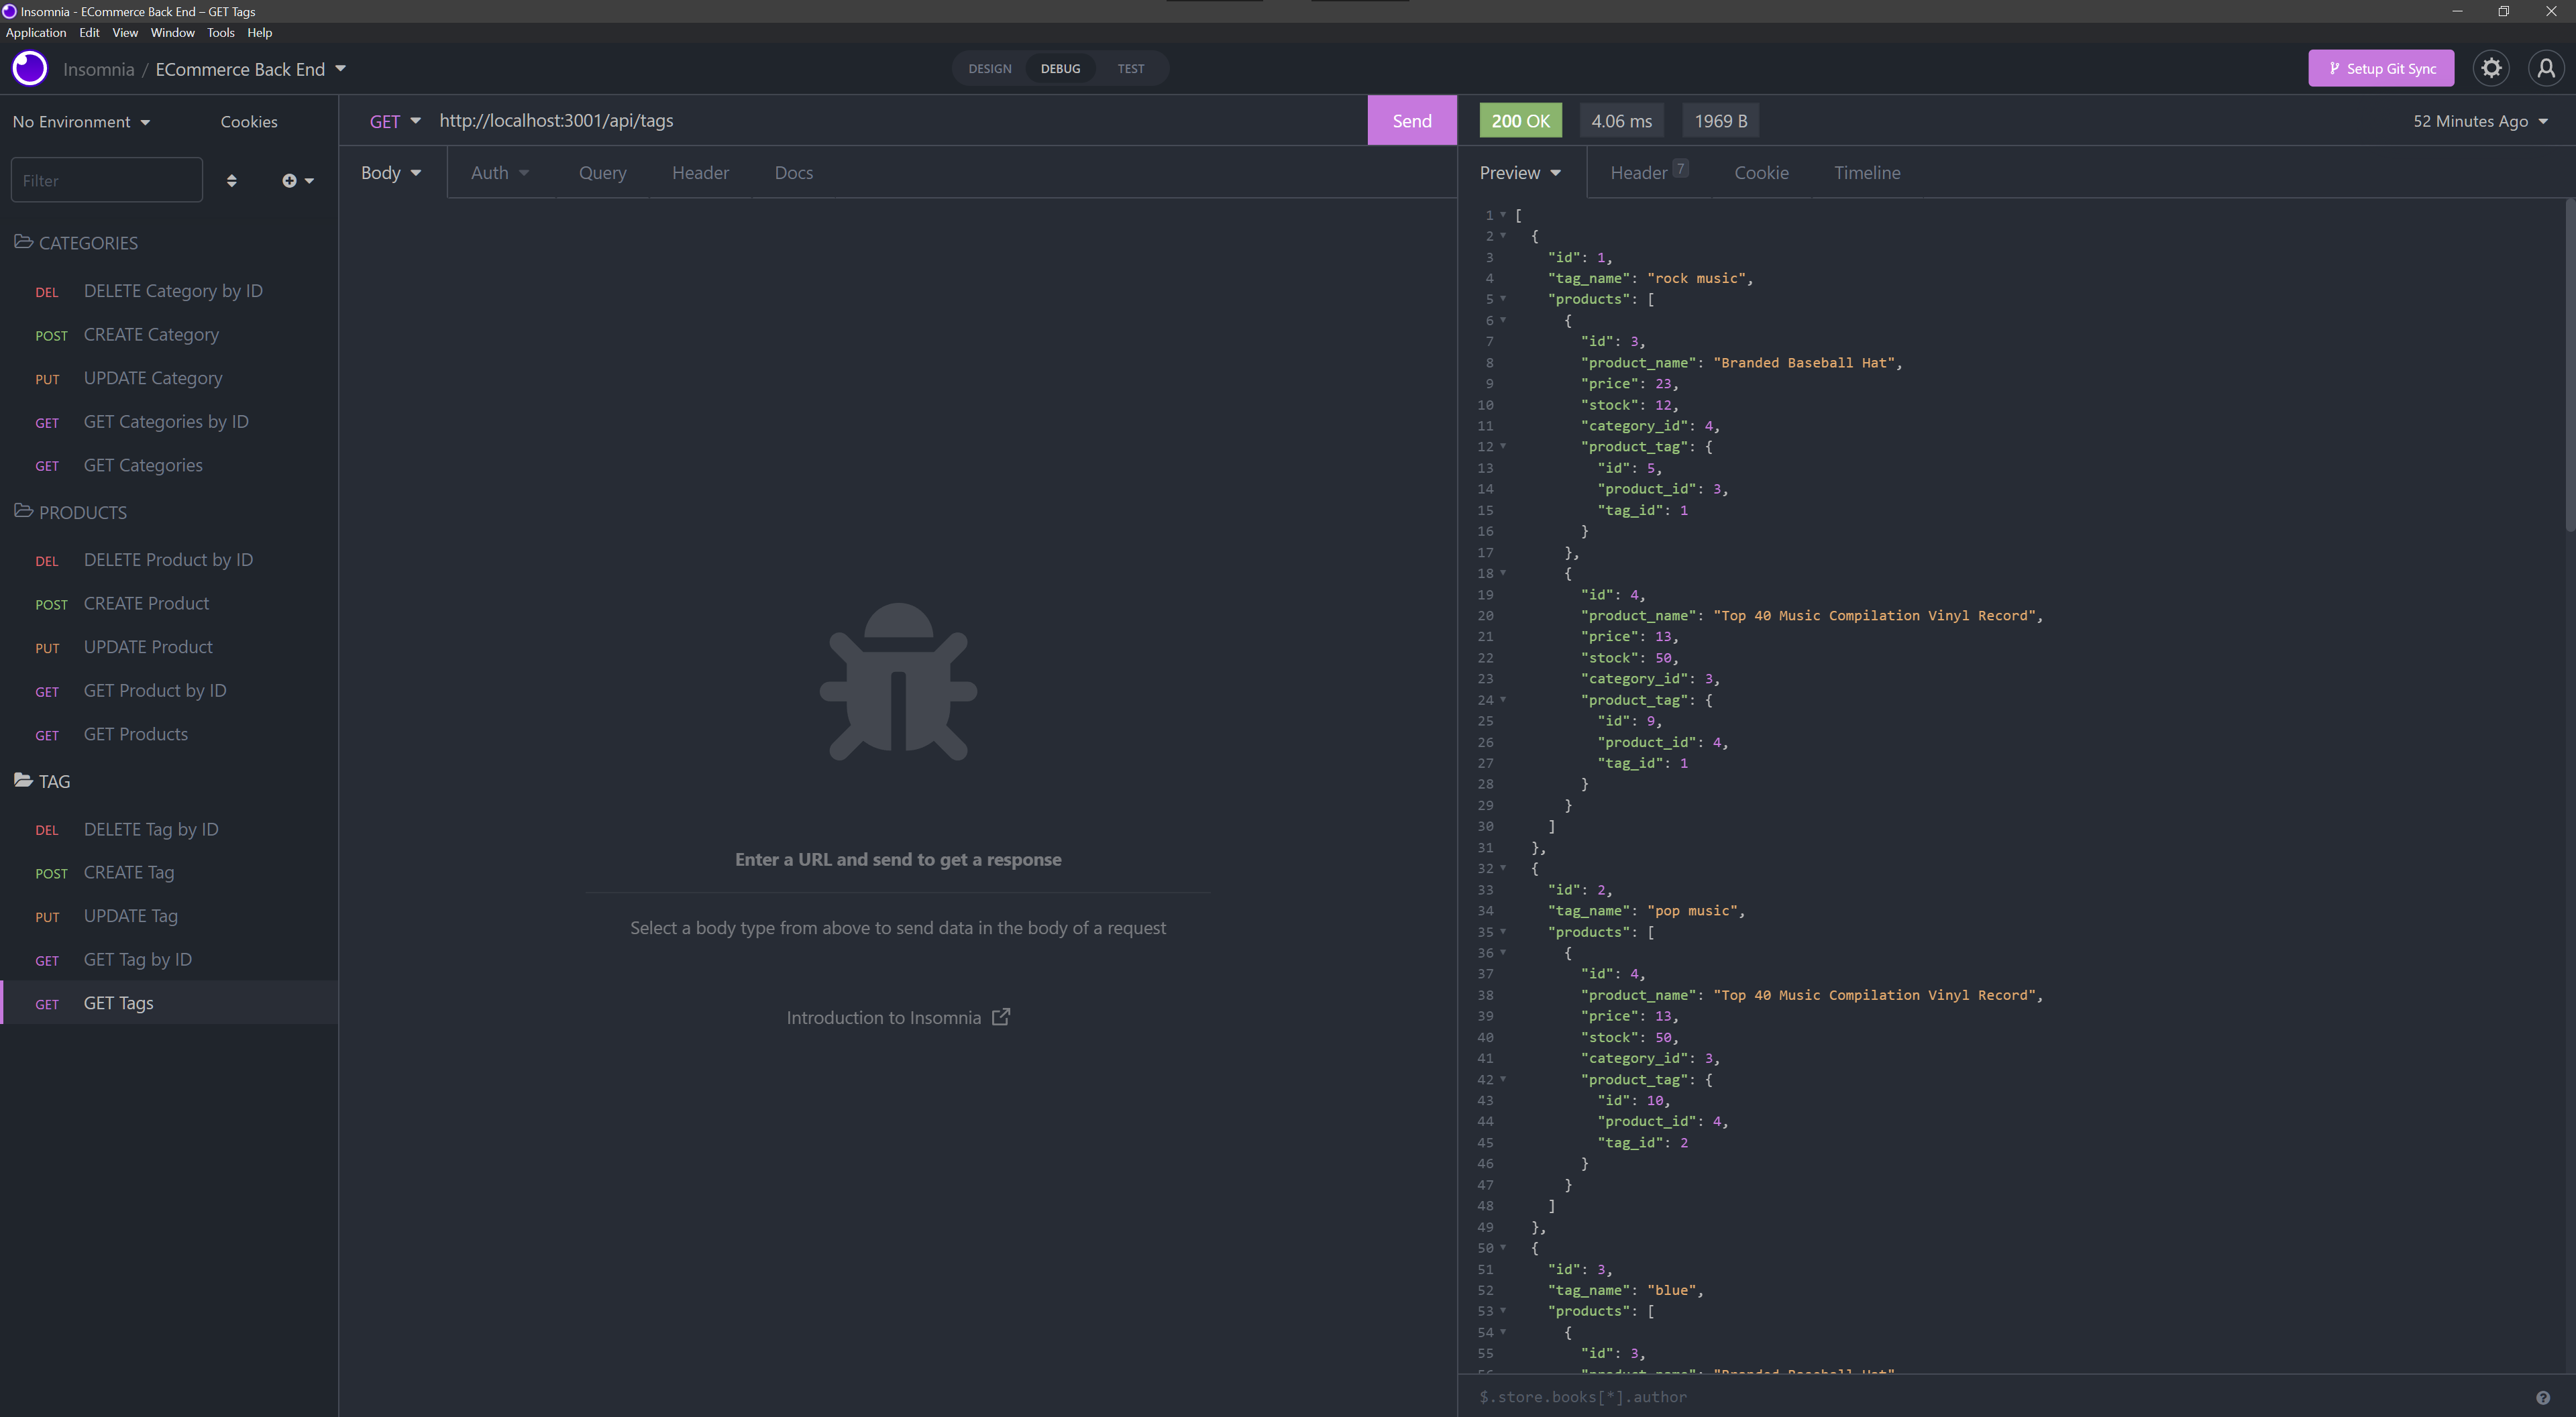 Insomnia - ECommerce Back End – GET Tags
Application Edit View Window Tools Help
Insomnia / ECommerce Back End
DESIGN DEBUG TEST
Setup Git Sync
No Environment Cookies
Filter
CATEGORIES
DEL DELETE Category by ID
POST CREATE Category
PUT UPDATE Category
GET GET Categories by ID
GET GET Categories
PRODUCTS
DEL DELETE Product by ID
POST CREATE Product
PUT UPDATE Product
GET GET Product by ID
GET GET Products
TAG
DEL DELETE Tag by ID
POST CREATE Tag
PUT UPDATE Tag
GET GET Tag by ID
GET GET Tags
GET http://localhost:3001/api/tags Send
Body Auth Query Header Docs
Enter a URL and send to get a response
Select a body type from above to send data in the body of a request
Introduction to Insomnia
200 OK 4.06 ms 1969 B 52 Minutes Ago
Preview Header 7 Cookie Timeline
1 [
2 {
3 "id": 1,
4 "tag_name": "rock music",
5 "products": [
6 {
7 "id": 3,
8 "product_name": "Branded Baseball Hat",
9 "price": 23,
10 "stock": 12,
11 "category_id": 4,
12 "product_tag": {
13 "id": 5,
14 "product_id": 3,
15 "tag_id": 1
16 }
17 },
18 {
19 "id": 4,
20 "product_name": "Top 40 Music Compilation Vinyl Record",
21 "price": 13,
22 "stock": 50,
23 "category_id": 3,
24 "product_tag": {
25 "id": 9,
26 "product_id": 4,
27 "tag_id": 1
28 }
29 }
30 ]
31 },
32 {
33 "id": 2,
34 "tag_name": "pop music",
35 "products": [
36 {
37 "id": 4,
38 "product_name": "Top 40 Music Compilation Vinyl Record",
39 "price": 13,
40 "stock": 50,
41 "category_id": 3,
42 "product_tag": {
43 "id": 10,
44 "product_id": 4,
45 "tag_id": 2
46 }
47 }
48 ]
49 },
50 {
51 "id": 3,
52 "tag_name": "blue",
53 "products": [
54 {
55 "id": 3,
56 "product_name": "Branded Baseball Hat"
$.store.books[*].author